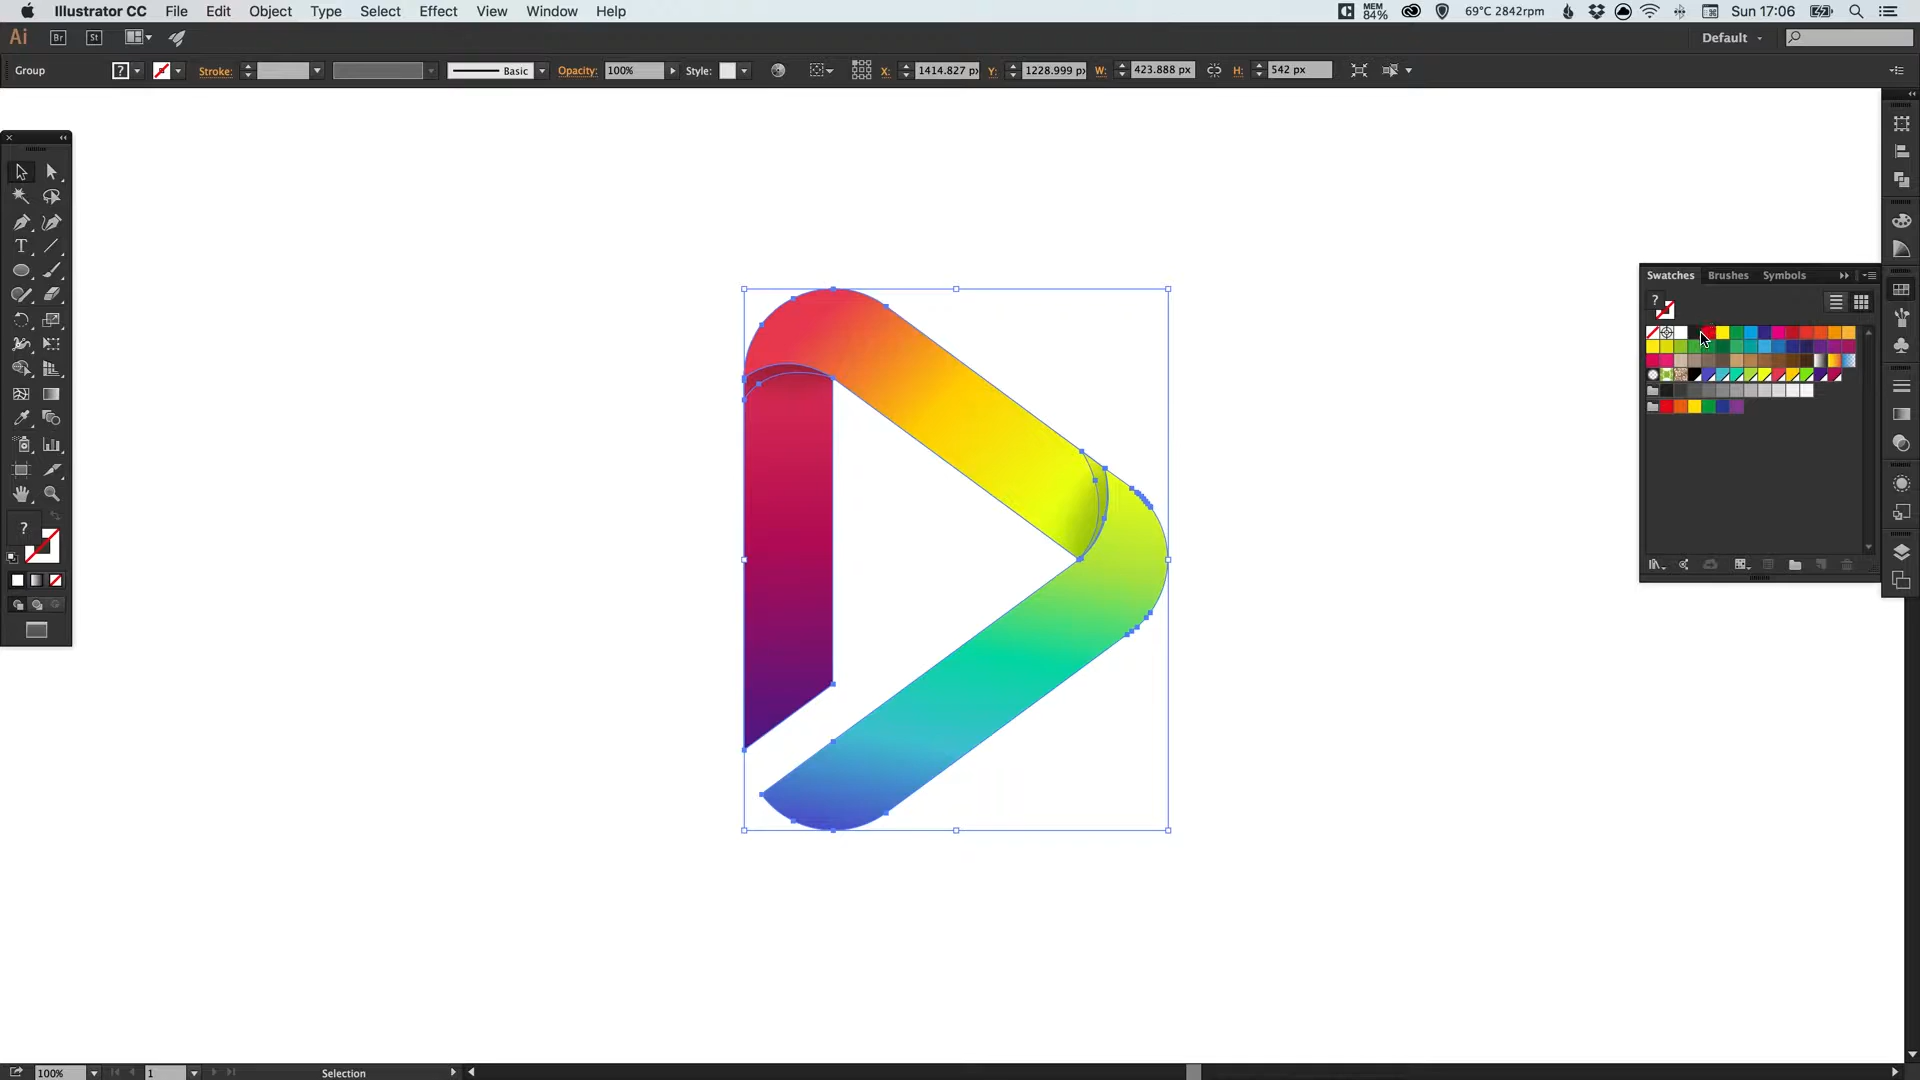 Illustrator CC File Edit Object Type Select Effect View Window Help MEM 84% 69°C 2842rpm Sun 17:06
Ai Br St Default
Group ? Stroke: Basic Opacity: 100% Style: X: 1414.827 px Y: 1228.999 px W: 423.888 px H: 542 px
Swatches Brushes Symbols
?
T
?
100% 1 Selection